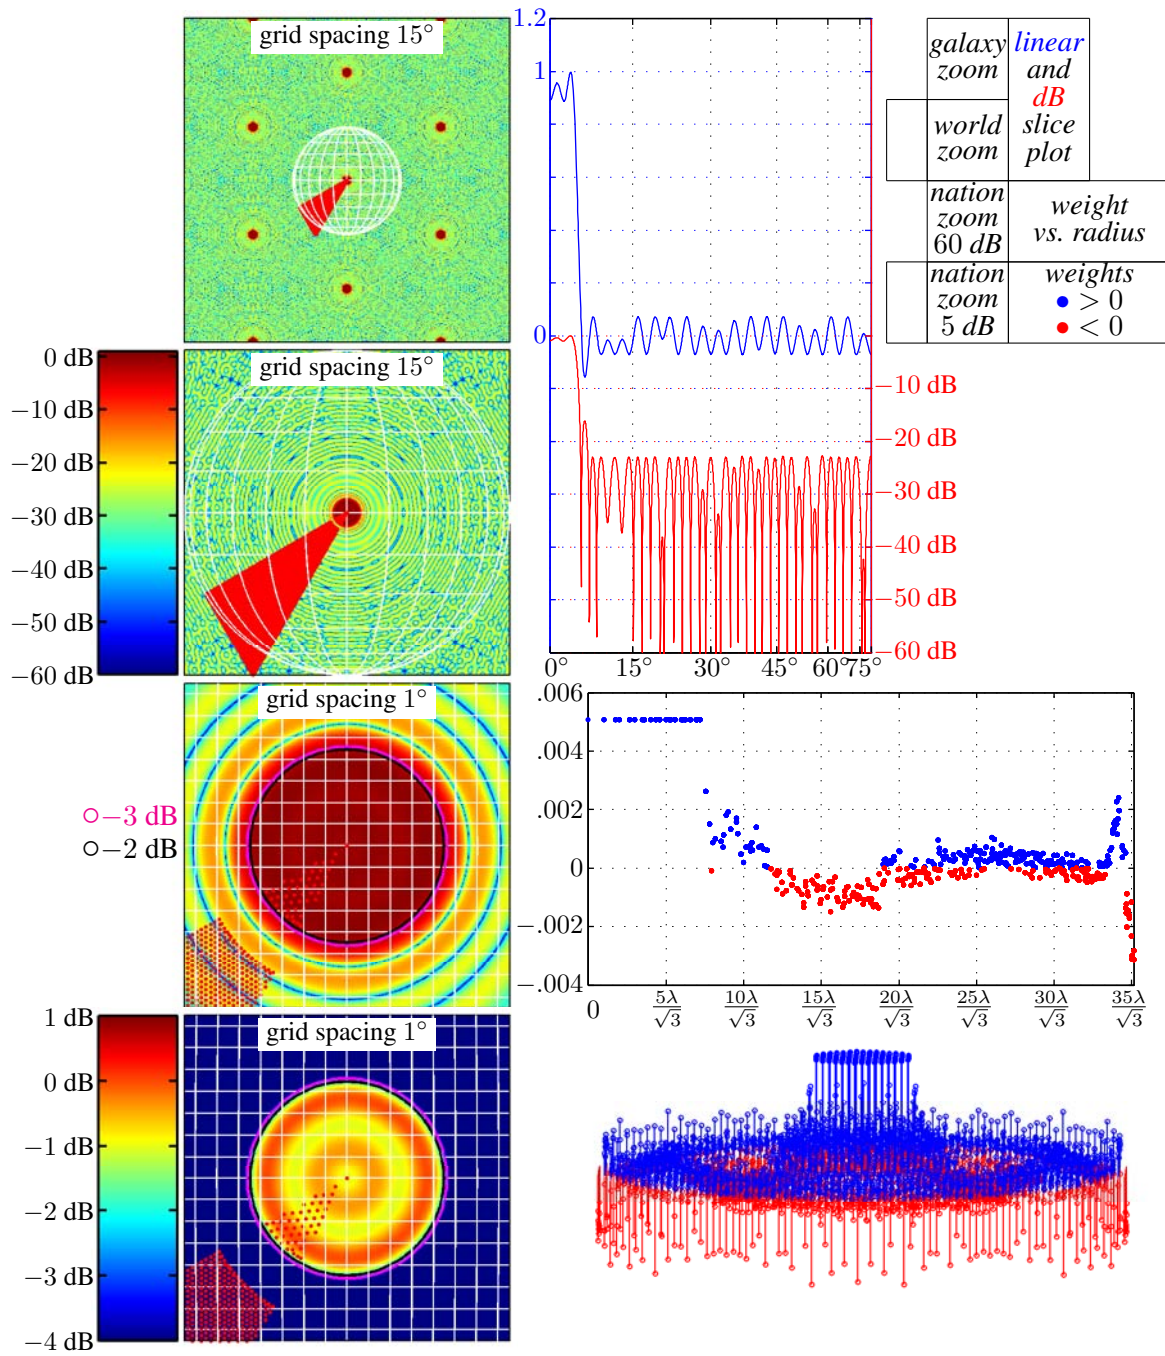 grid spacing 15°
0 dB
−10 dB
−20 dB
−30 dB
−40 dB
−50 dB
−60 dB
grid spacing 15°
1.2
1
0
−10 dB
−20 dB
−30 dB
−40 dB
−50 dB
−60 dB
0° 15° 30° 45° 60° 75°
galaxy
zoom
linear
and
dB
slice
plot
world
zoom
nation
zoom
60 dB
weight
vs. radius
nation
zoom
5 dB
weights
> 0
< 0
grid spacing 1°
−3 dB
−2 dB
.006
.004
.002
0
−.002
−.004
0 5λ/√3 10λ/√3 15λ/√3 20λ/√3 25λ/√3 30λ/√3 35λ/√3
1 dB
0 dB
−1 dB
−2 dB
−3 dB
−4 dB
grid spacing 1°